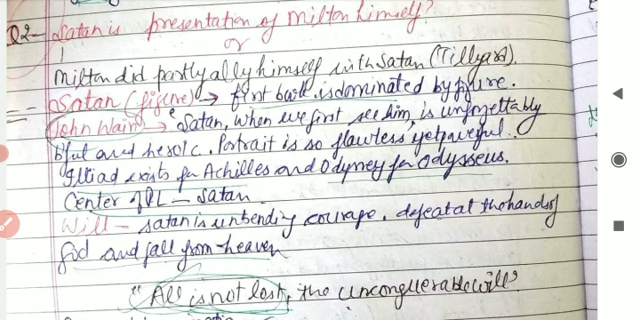 Q2- Satan is presentation of Milton himself?
or
Milton did partly ally himself with Satan (Tillyard).
Satan (figure) → first book is dominated by figure.
John Wain → "Satan, when we first see him, is unforgettably
b'ful and heroic. Portrait is so flawless yet powerful.
Illiad exists for Achilles and Odyssey for Odysseus.
Center of PL - Satan.
Will - satan is unbending courage. defeat at the hands of
God and fall from heaven
"All is not lost, the unconquerable will"